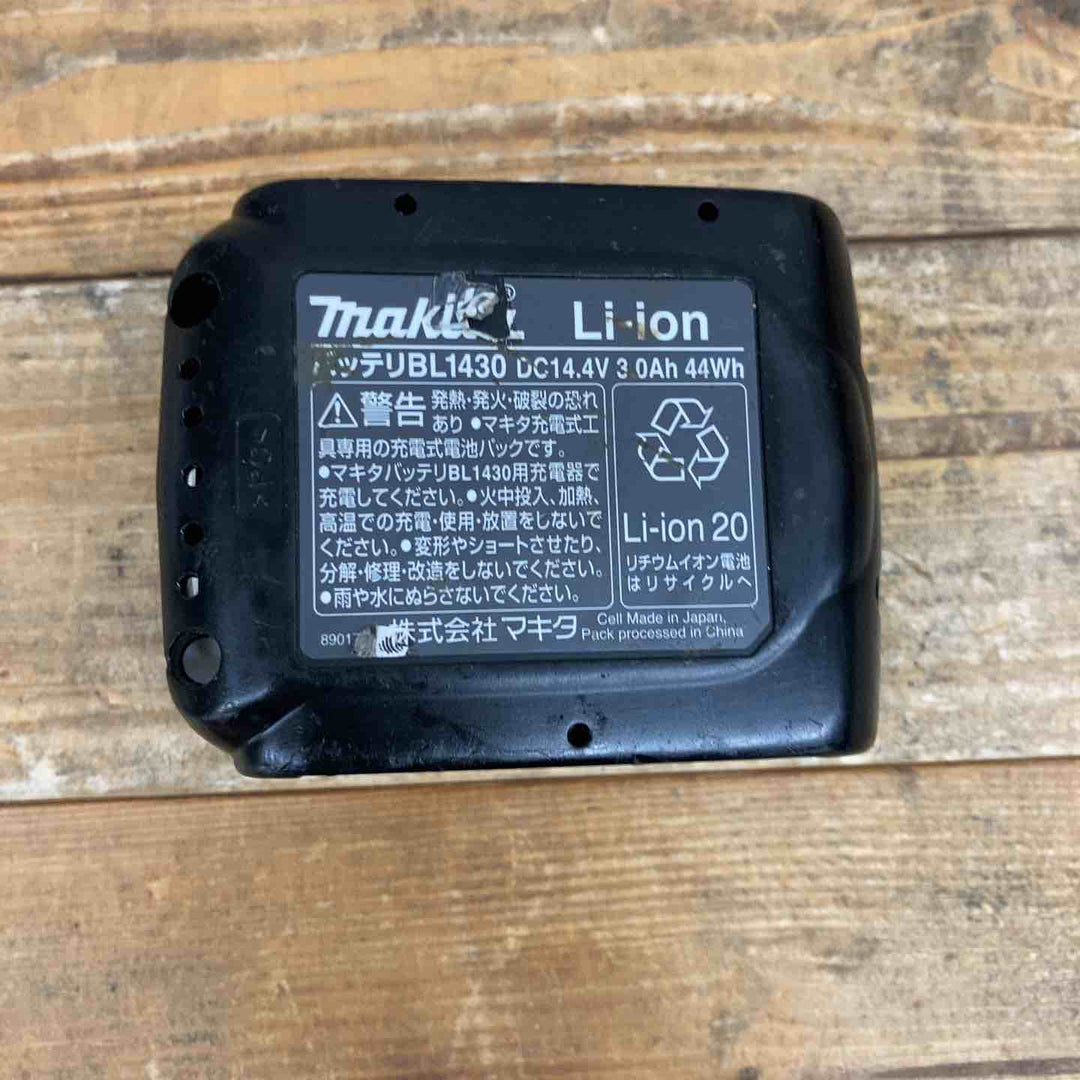 makita® Li-ion
バッテリBL1430 DC14.4V 3.0Ah 44Wh
警告 発熱・発火・破裂の恐れ
あり ●マキタ充電式工
具専用の充電式電池パックです。
●マキタバッテリBL1430用充電器で
充電してください。●火中投入、加熱、
高温での充電・使用・放置をしないで
ください。●変形やショートさせたり、
分解・修理・改造をしないでください。
●雨や水にぬらさないでください。
Li-ion 20
リチウムイオン電池
はリサイクルへ
株式会社マキタ
Cell Made in Japan,
Pack processed in China